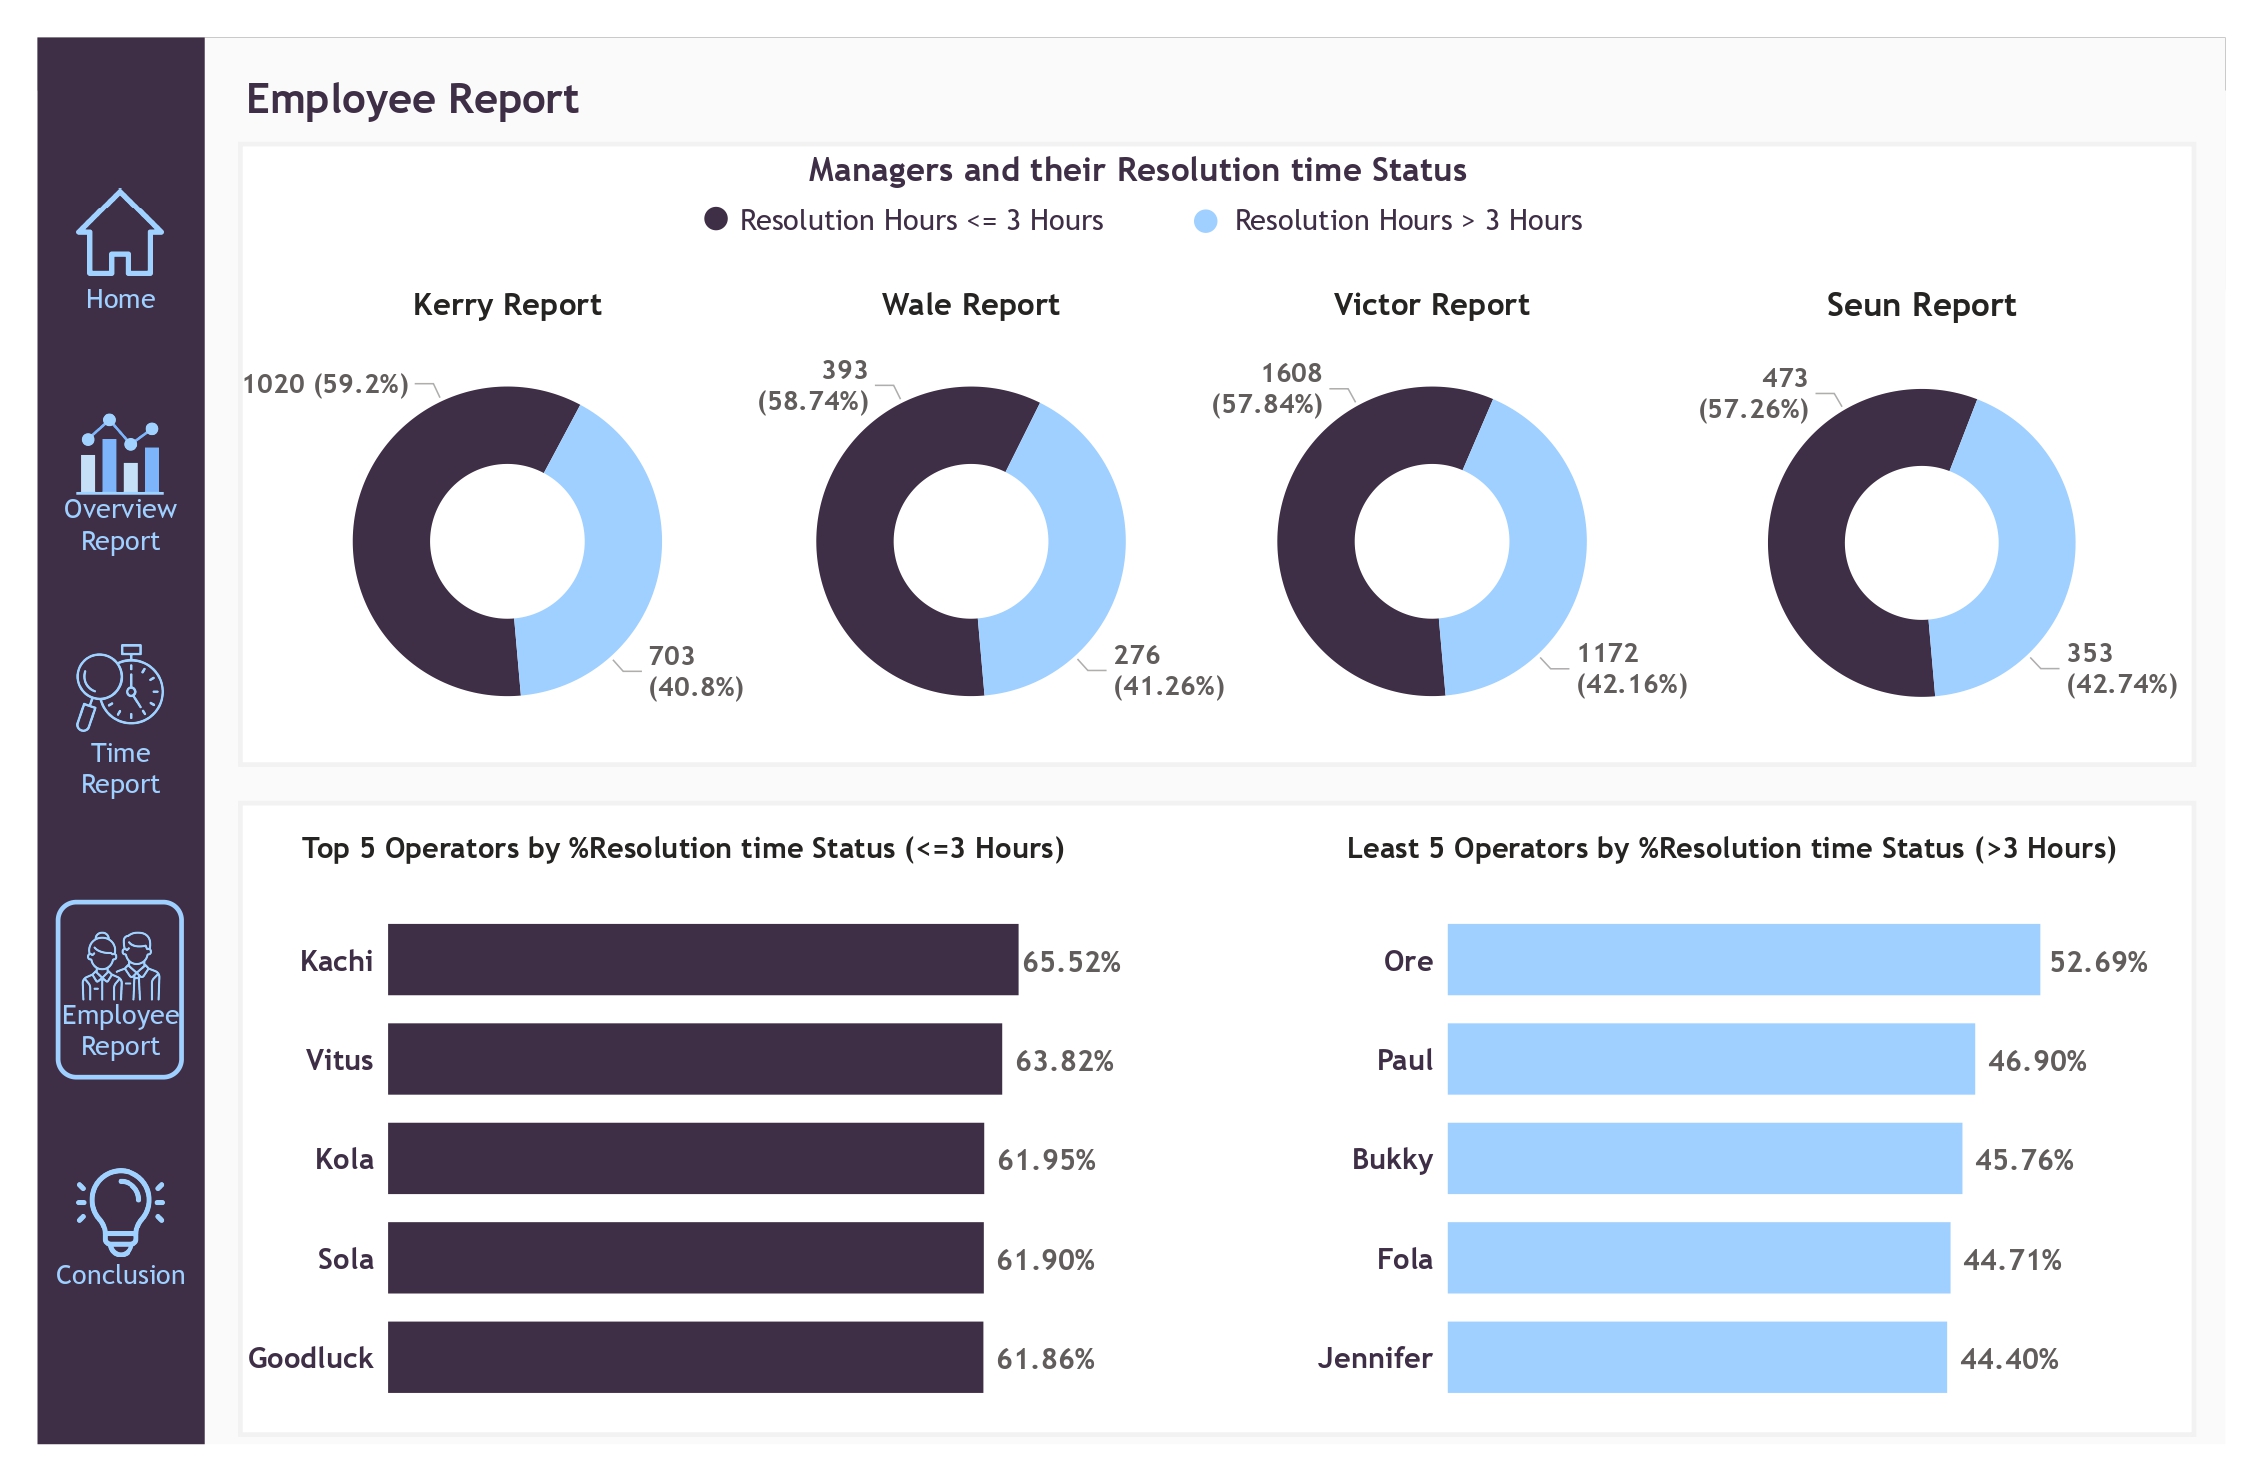 Home
Overview
Report
Time
Report
Employee
Report
Conclusion
Employee Report
Managers and their Resolution time Status
Resolution Hours <= 3 Hours
Resolution Hours > 3 Hours
Kerry Report
1020 (59.2%)
703
(40.8%)
Wale Report
393
(58.74%)
276
(41.26%)
Victor Report
1608
(57.84%)
1172
(42.16%)
Seun Report
473
(57.26%)
353
(42.74%)
Top 5 Operators by %Resolution time Status (<=3 Hours)
Kachi 65.52%
Vitus 63.82%
Kola 61.95%
Sola 61.90%
Goodluck 61.86%
Least 5 Operators by %Resolution time Status (>3 Hours)
Ore 52.69%
Paul 46.90%
Bukky 45.76%
Fola 44.71%
Jennifer 44.40%